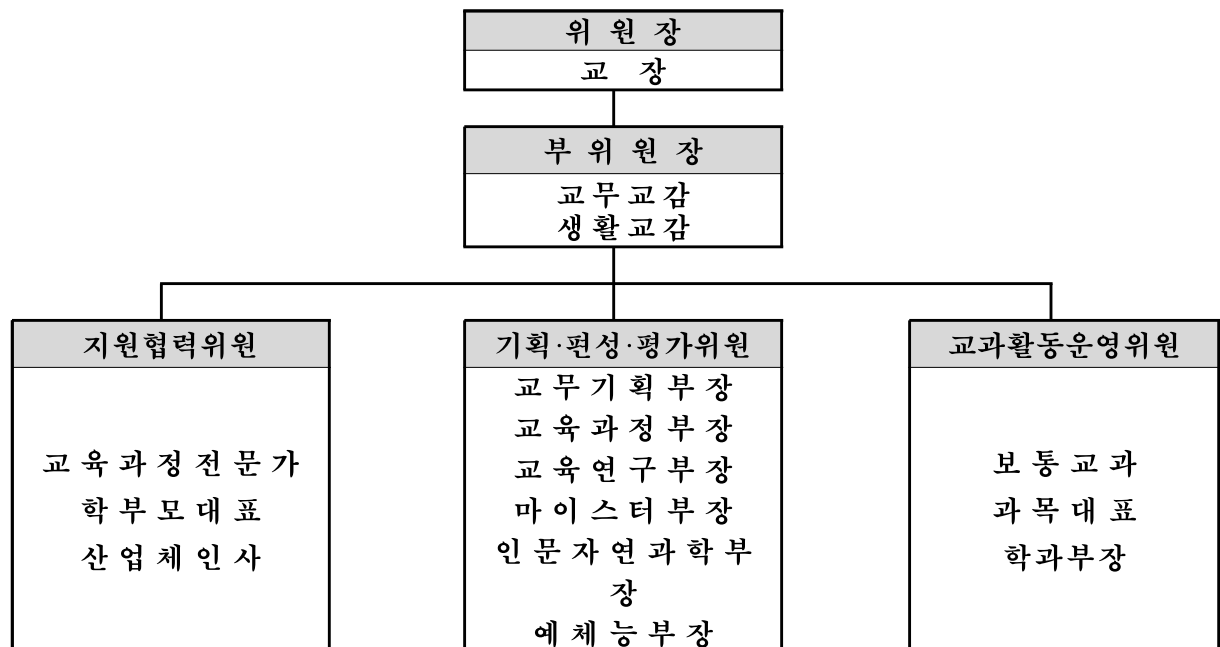 위 원 장
교 장
부 위 원 장
교무교감
생활교감
지원협력위원
교육과정전문가
학부모대표
산업체인사
기획·편성·평가위원
교무기획부장
교육과정부장
교육연구부장
마이스터부장
인문자연과학부
장
예체능부장
교과활동운영위원
보통교과
과목대표
학과부장